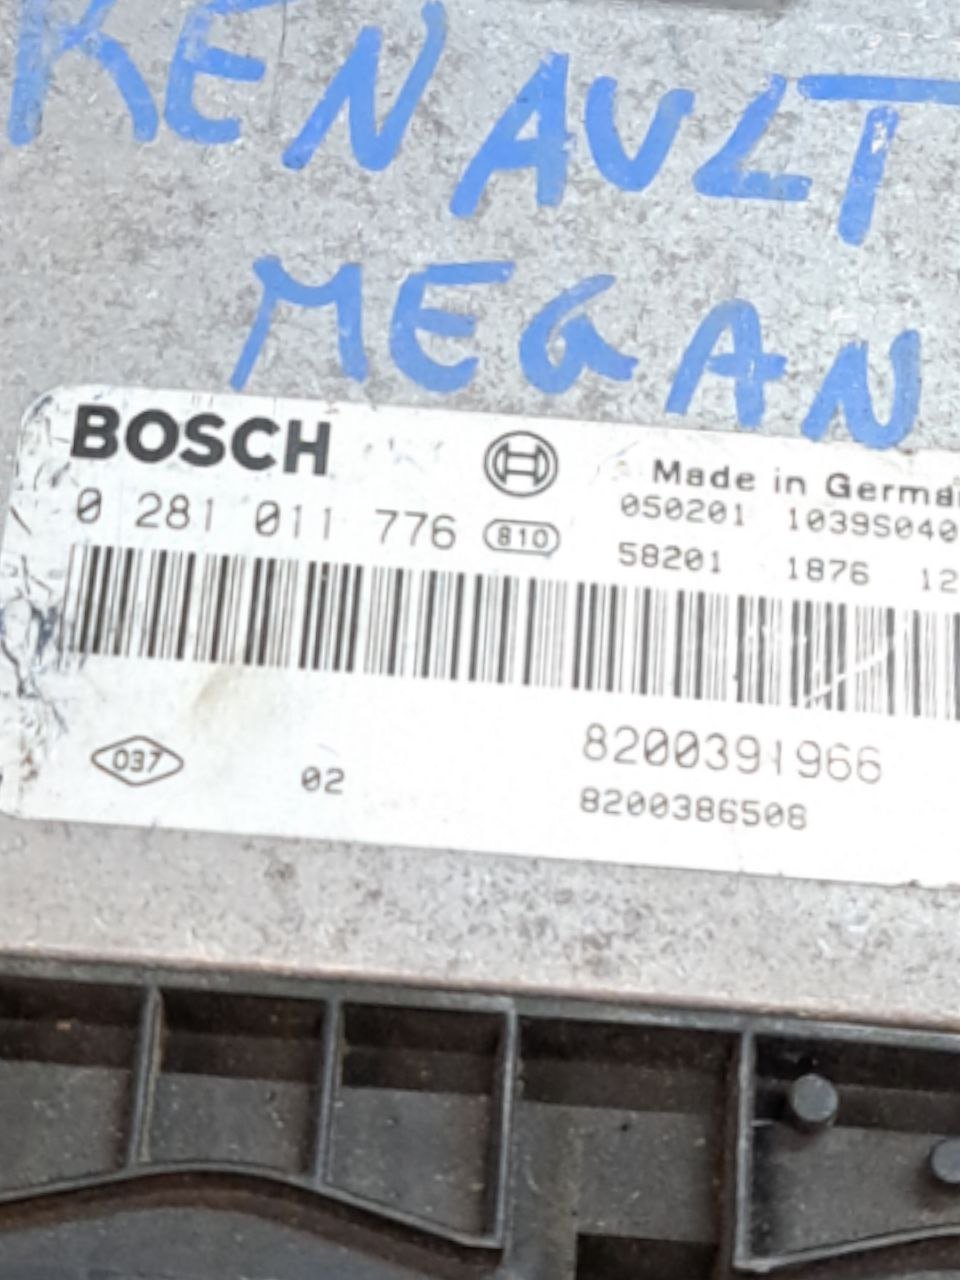 RENAULT
MEGAN
BOSCH
Made in Germa
0 281 011 776 810
050201 1039S040
58201 1876 12
8200391966
037 02
8200386508